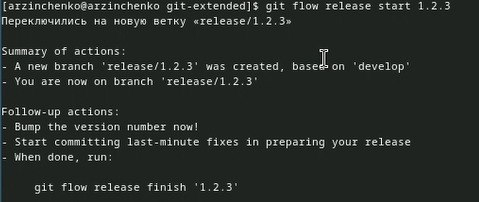 [arzinchenko@arzinchenko git-extended]$ git flow release start 1.2.3
Переключились на новую ветку «release/1.2.3»
Summary of actions:
- A new branch 'release/1.2.3' was created, based on 'develop'
- You are now on branch 'release/1.2.3'
Follow-up actions:
- Bump the version number now!
- Start committing last-minute fixes in preparing your release
- When done, run:
git flow release finish '1.2.3'